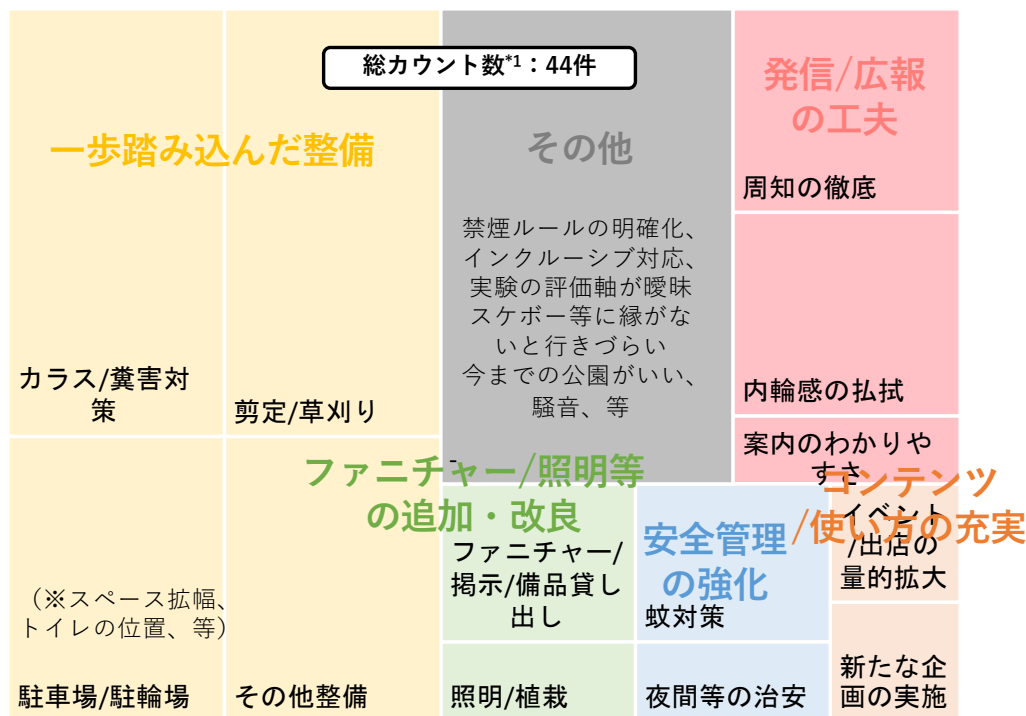 総カウント数*1：44件
一歩踏み込んだ整備
カラス/糞害対
策
剪定/草刈り
（※スペース拡幅、
トイレの位置、等）
駐車場/駐輪場
その他整備
その他
禁煙ルールの明確化、
インクルーシブ対応、
実験の評価軸が曖昧
スケボー等に縁がな
いと行きづらい
今までの公園がいい、
騒音、等
-
発信/広報
の工夫
周知の徹底
内輪感の払拭
案内のわかりや
すさ
ファニチャー/照明等
の追加・改良
ファニチャー/
掲示/備品貸し
出し
照明/植栽
安全管理
の強化
蚊対策
夜間等の治安
コンテンツ
/使い方の充実
イベント
/出店の
量的拡大
新たな企
画の実施